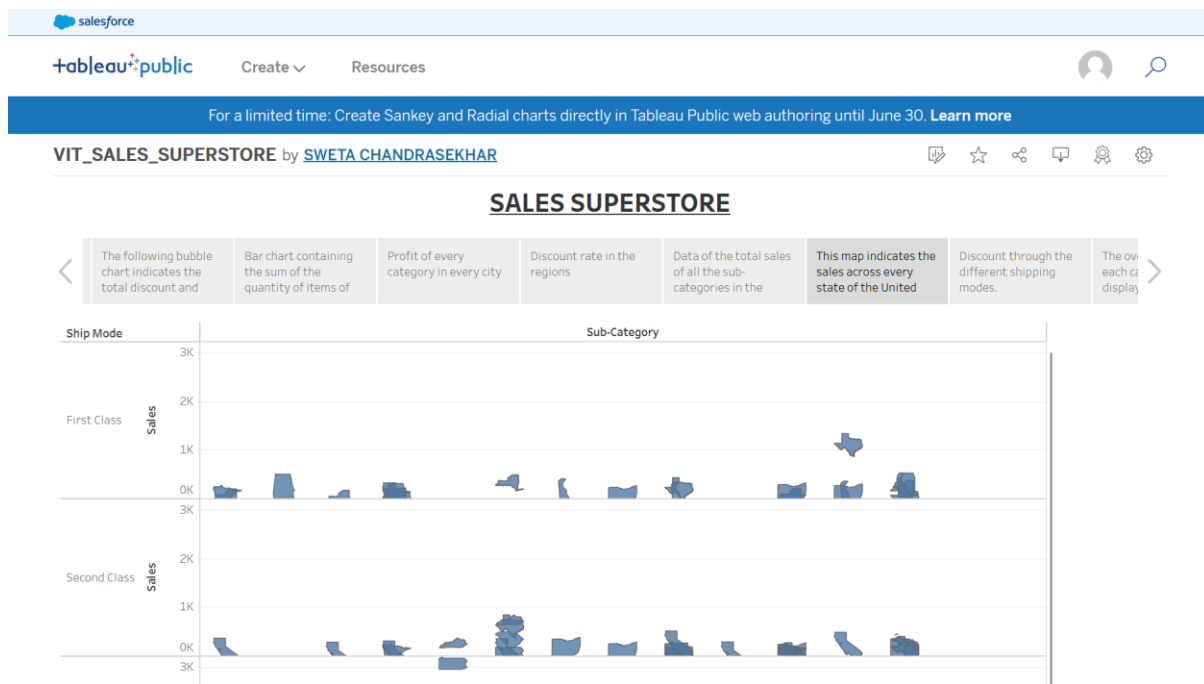 salesforce
+ableau public
Create
Resources
For a limited time: Create Sankey and Radial charts directly in Tableau Public web authoring until June 30. Learn more
VIT_SALES_SUPERSTORE by SWETA CHANDRASEKHAR
SALES SUPERSTORE
The following bubble
chart indicates the
total discount and
Bar chart containing
the sum of the
quantity of items of
Profit of every
category in every city
Discount rate in the
regions
Data of the total sales
of all the sub-
categories in the
This map indicates the
sales across every
state of the United
Discount through the
different shipping
modes.
The ov
each ca
display
Ship Mode
Sub-Category
First Class
Sales
3K
2K
1K
0K
Second Class
Sales
3K
2K
1K
0K
3K